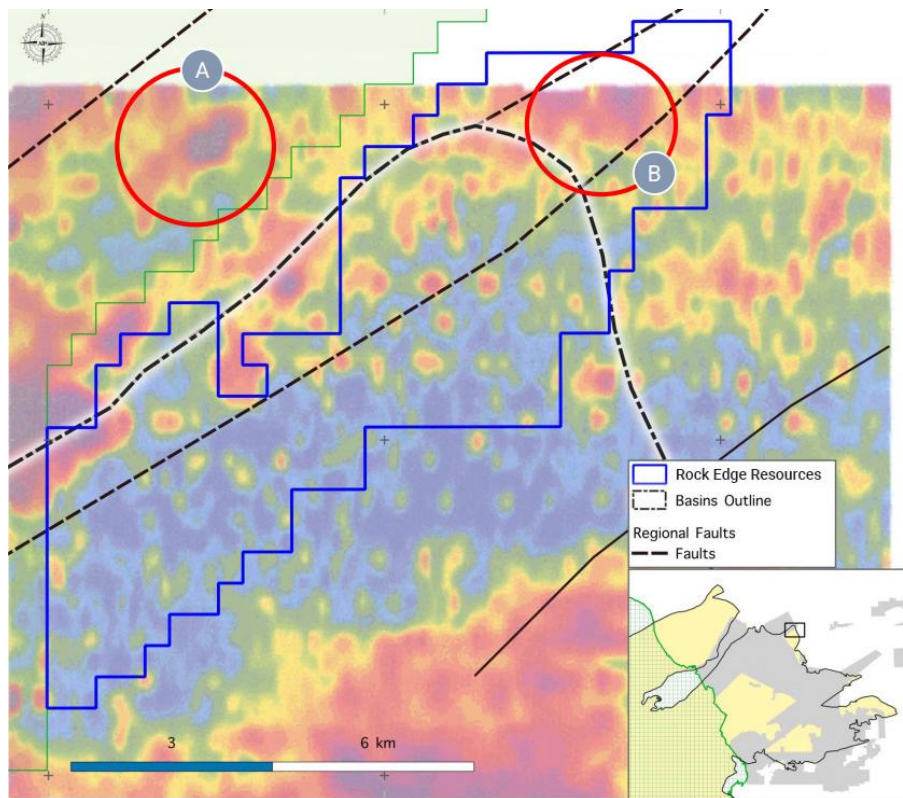 N
A
B
Rock Edge Resources
Basins Outline
Regional Faults
Faults
3
6 km